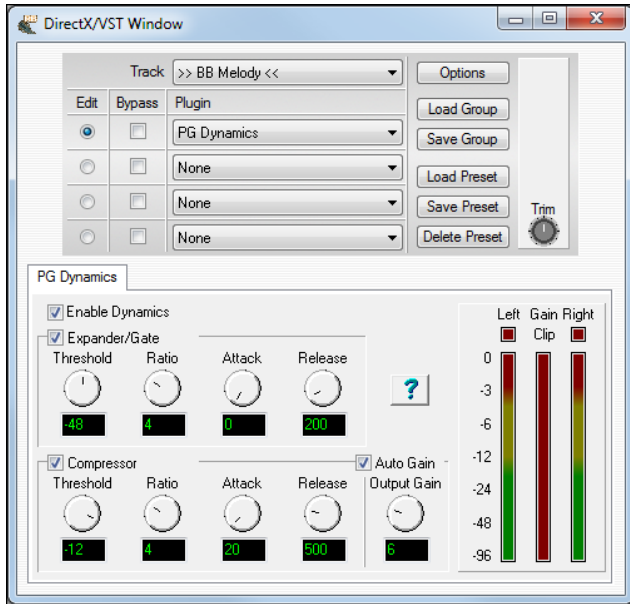 DirectX/VST Window
Track >> BB Melody << Options
Edit Bypass Plugin Load Group
PG Dynamics Save Group
None Load Preset
None Save Preset Trim
None Delete Preset
PG Dynamics
Enable Dynamics Left Gain Right
Expander/Gate Clip
Threshold Ratio Attack Release 0
? -3
-48 4 0 200 -6
Compressor Auto Gain -12
Threshold Ratio Attack Release Output Gain -24
-48
-12 4 20 500 6 -96